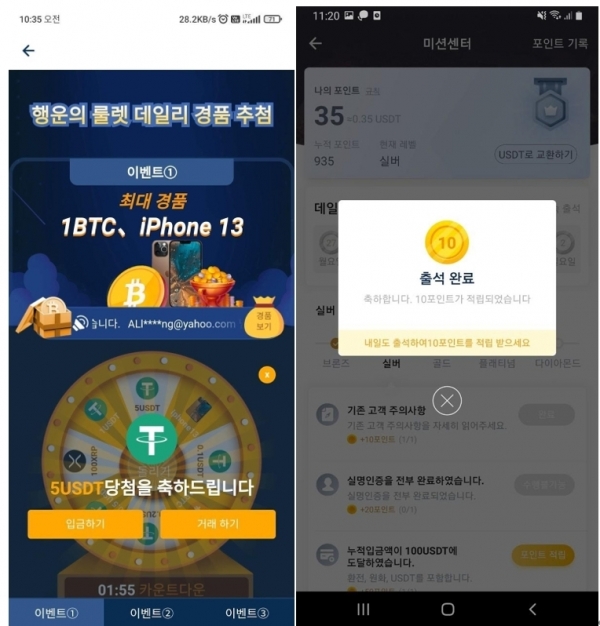 10:35 오전
28.2KB/s
LTE
71
행운의 룰렛 데일리 경품 추첨
이벤트①
최대 경품
1BTC、iPhone 13
눕니다. ALI****ng@yahoo.com
경품
보기
x
5USDT
100XRP
0.1USDT
5USDT당첨을 축하드립니다
입금하기
거래 하기
01:55 카운트다운
이벤트①
이벤트②
이벤트③
11:20
미션센터
포인트 기록
나의 포인트
35=0.35 USDT
누적 포인트
현재 레벨
935
실버
USDT로 교환하기
데일
출석
월요
요일
10
출석 완료
축하합니다. 10포인트가 적립되었습니다
내일도 출석하여10포인트를 적립 받으세요
실버
브론즈
실버
골드
플래티넘
다이아몬드
기존 고객 주의사항
기존 고객 주의사항을 자세히 읽어주세요.
+10포인트 (1/1)
실명인증을 전부 완료하였습니다.
실명인증을 전부 완료되었습니다.
+20포인트 (0/1)
누적입금액이 100USDT에
도달하였습니다.
포인트 적립
완전, 원화, USDT를 포함합니다.